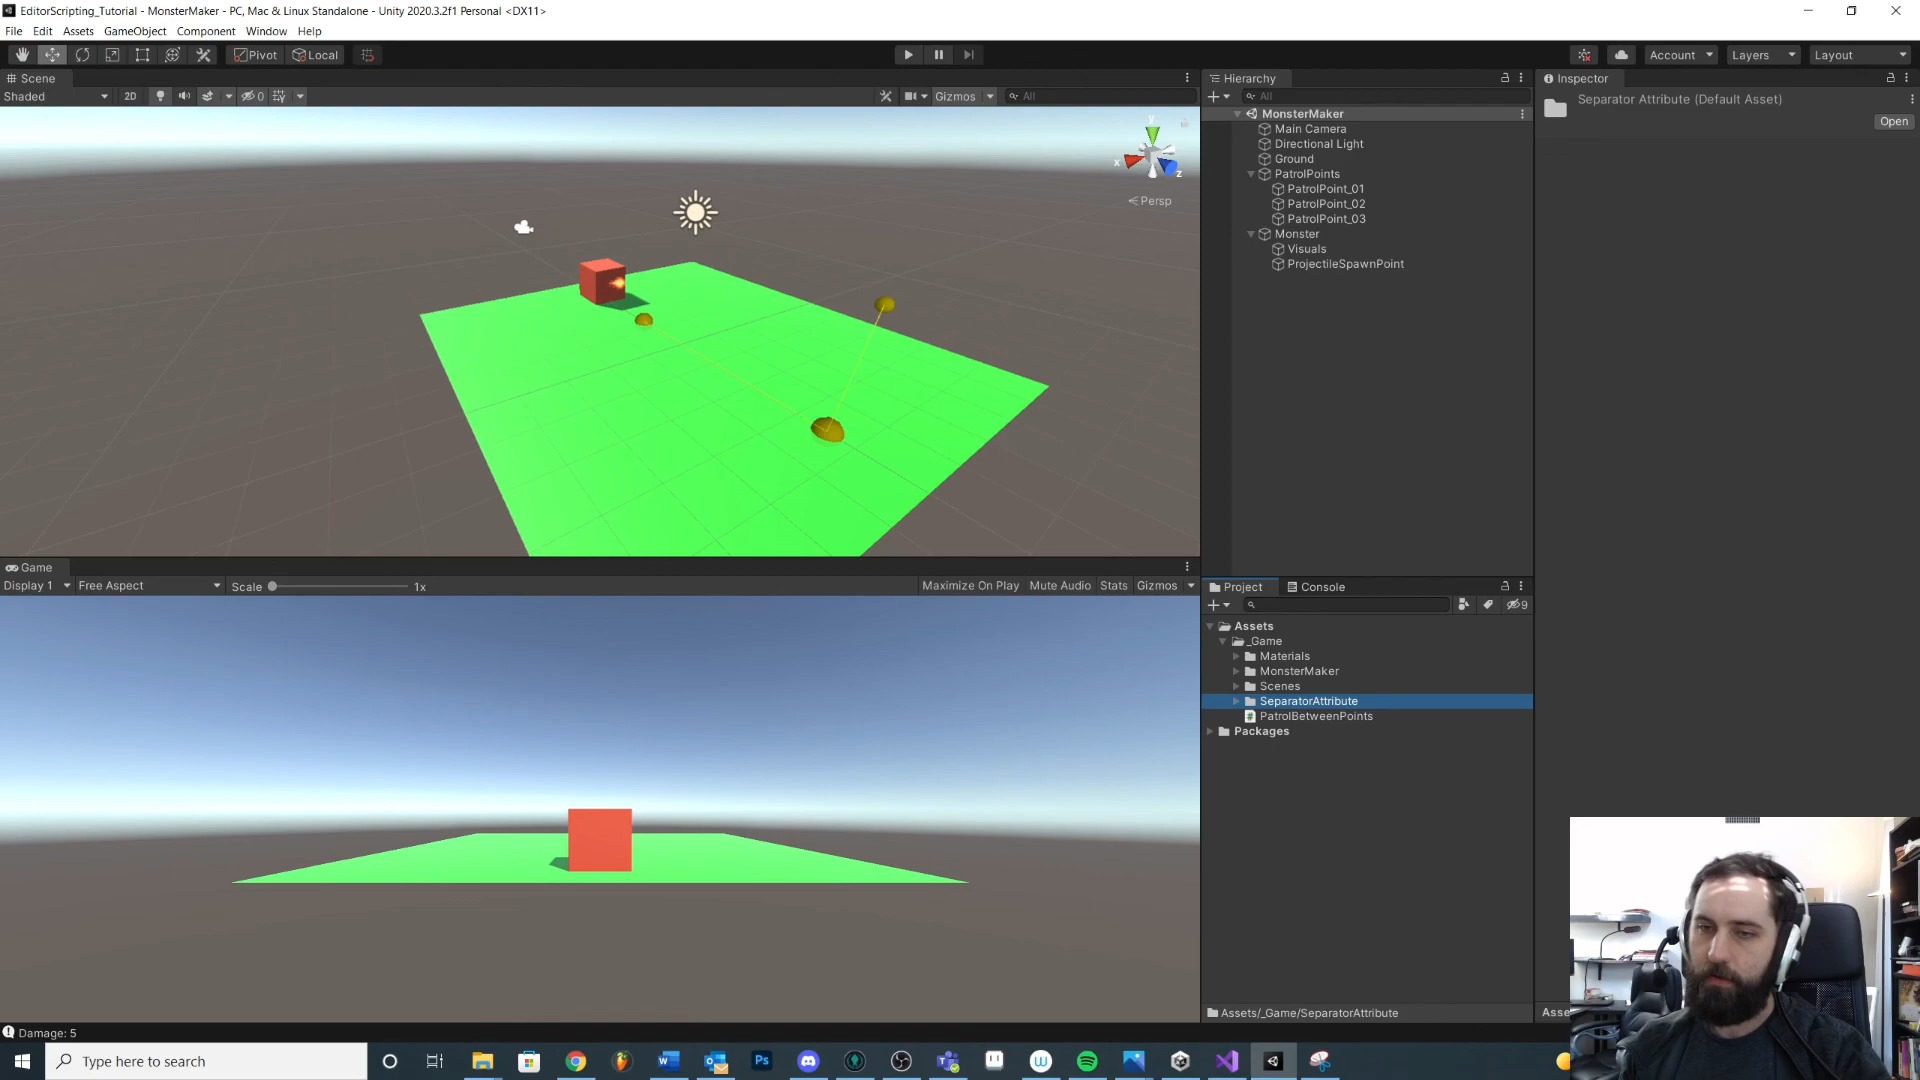 EditorScripting_Tutorial - MonsterMaker - PC, Mac & Linux Standalone - Unity 2020.3.2f1 Personal <DX11>
File Edit Assets GameObject Component Window Help
Pivot Local Account Layers Layout
Scene
Shaded 2D 0 Gizmos All
y
x
z
Persp
Hierarchy
All
MonsterMaker
Main Camera
Directional Light
Ground
PatrolPoints
PatrolPoint_01
PatrolPoint_02
PatrolPoint_03
Monster
Visuals
ProjectileSpawnPoint
Inspector
Separator Attribute (Default Asset)
Open
Game
Display 1 Free Aspect Scale 1x Maximize On Play Mute Audio Stats Gizmos
Project Console
9
Assets
_Game
Materials
MonsterMaker
Scenes
SeparatorAttribute
PatrolBetweenPoints
Packages
Assets/_Game/SeparatorAttribute
Asse
Damage: 5
Type here to search